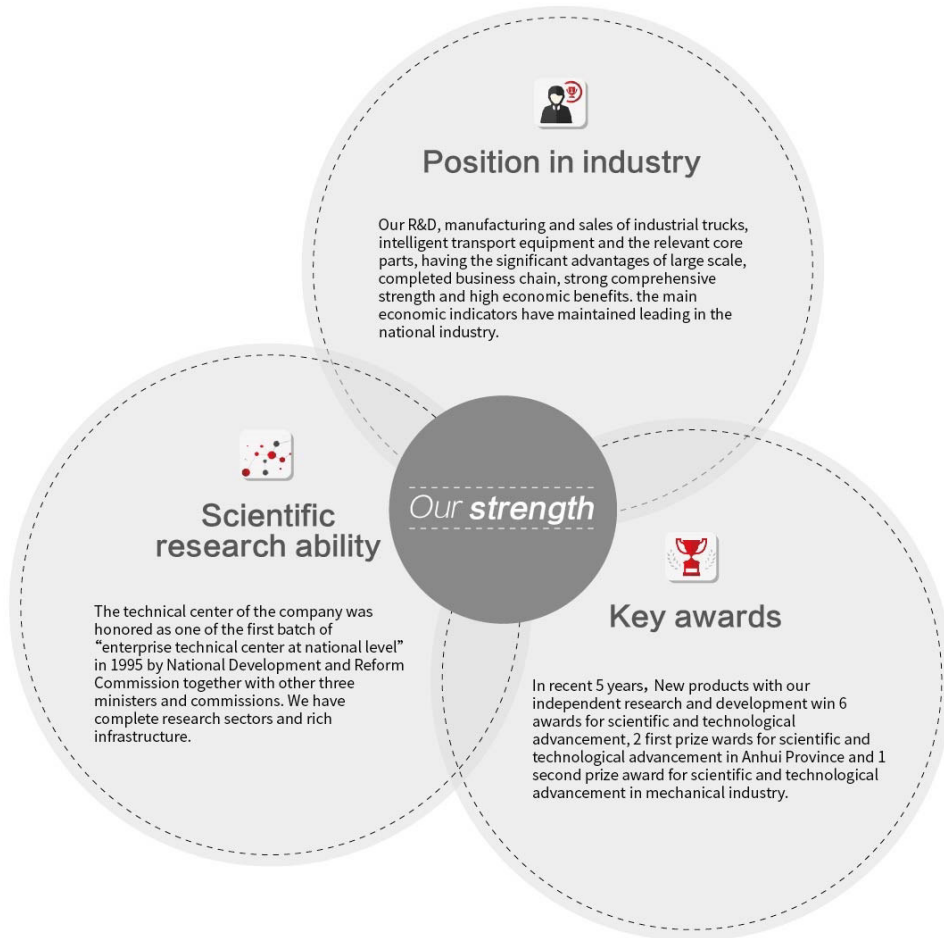 Position in industry
Our R&D, manufacturing and sales of industrial trucks,
intelligent transport equipment and the relevant core
parts, having the significant advantages of large scale,
completed business chain, strong comprehensive
strength and high economic benefits. the main
economic indicators have maintained leading in the
national industry.
Our strength
Scientific
research ability
The technical center of the company was
honored as one of the first batch of
“enterprise technical center at national level”
in 1995 by National Development and Reform
Commission together with other three
ministers and commissions. We have
complete research sectors and rich
infrastructure.
Key awards
In recent 5 years, New products with our
independent research and development win 6
awards for scientific and technological
advancement, 2 first prize wards for scientific and
technological advancement in Anhui Province and 1
second prize award for scientific and technological
advancement in mechanical industry.